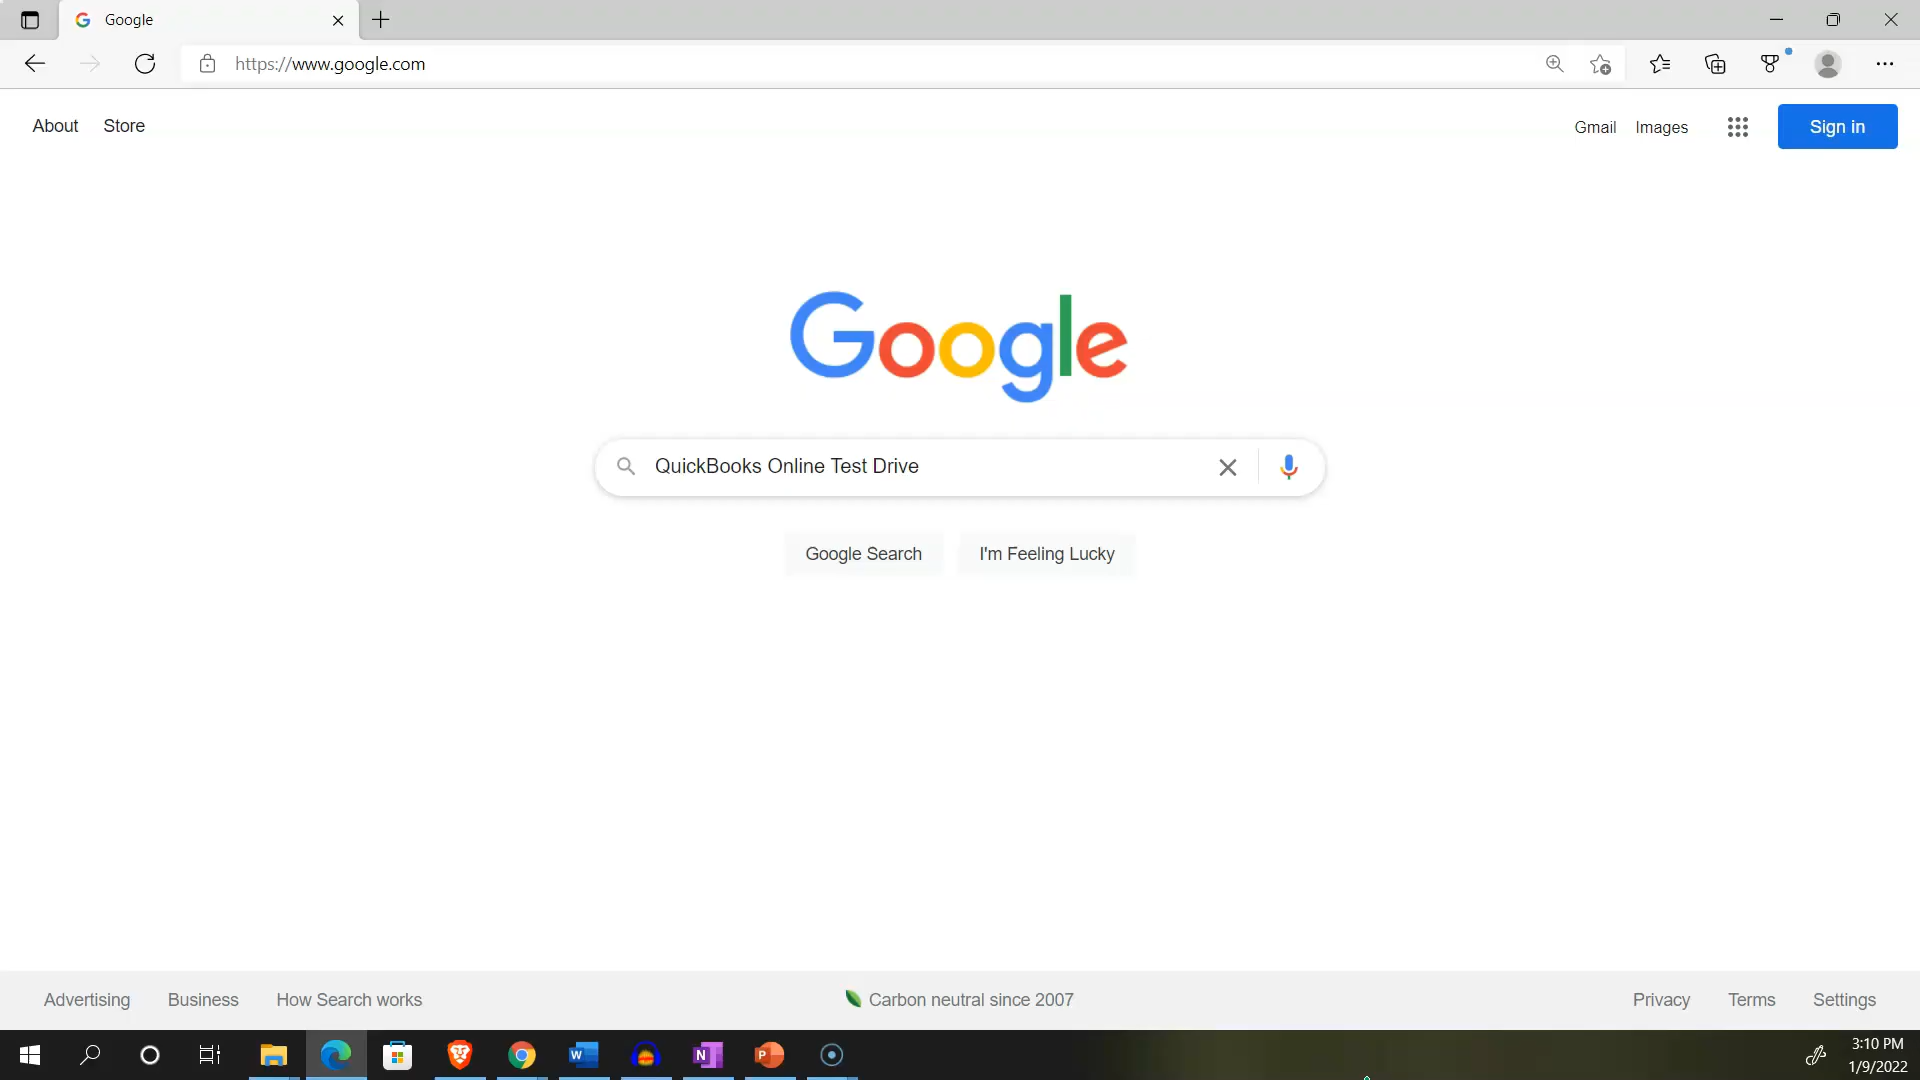 Google
https://www.google.com
About Store
Gmail Images Sign in
Google
QuickBooks Online Test Drive
Google Search I'm Feeling Lucky
Advertising Business How Search works
Carbon neutral since 2007
Privacy Terms Settings
3:10 PM
1/9/2022